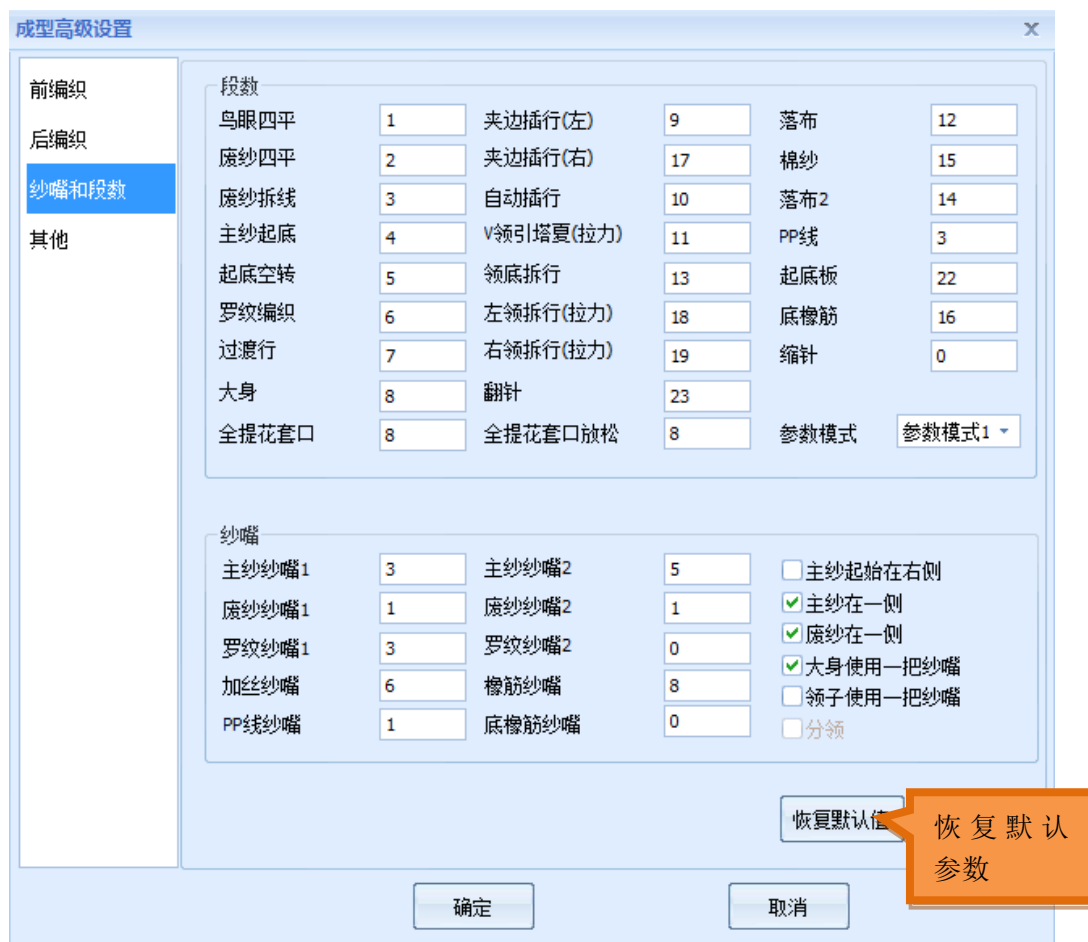 成型高级设置 x
前编织
后编织
纱嘴和段数
其他
段数
鸟眼四平 1 夹边插行(左) 9 落布 12
废纱四平 2 夹边插行(右) 17 棉纱 15
废纱拆线 3 自动插行 10 落布2 14
主纱起底 4 V领引塔夏(拉力) 11 PP线 3
起底空转 5 领底拆行 13 起底板 22
罗纹编织 6 左领拆行(拉力) 18 底橡筋 16
过渡行 7 右领拆行(拉力) 19 缩针 0
大身 8 翻针 23
全提花套口 8 全提花套口放松 8 参数模式 参数模式1
纱嘴
主纱纱嘴1 3 主纱纱嘴2 5 主纱起始在右侧
废纱纱嘴1 1 废纱纱嘴2 1 主纱在一侧
罗纹纱嘴1 3 罗纹纱嘴2 0 废纱在一侧
加丝纱嘴 6 橡筋纱嘴 8 大身使用一把纱嘴
领子使用一把纱嘴
PP线纱嘴 1 底橡筋纱嘴 0 分领
恢复默认值
恢复默认
参数
确定 取消